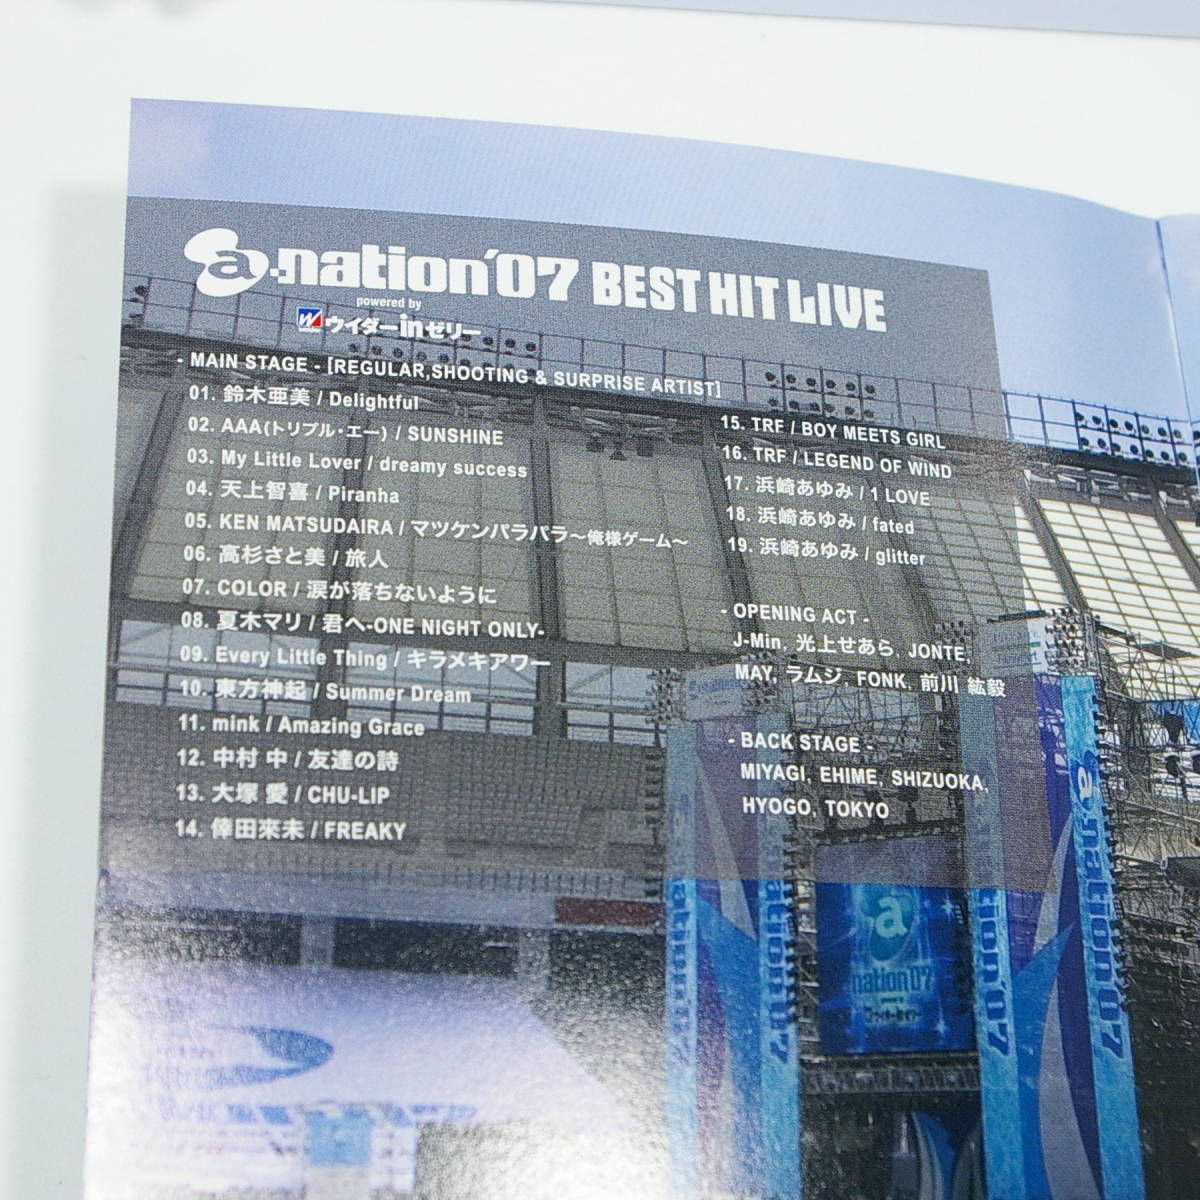 a-nation'07 BEST HIT LIVE
powered by
ウイダーinゼリー
- MAIN STAGE - [REGULAR,SHOOTING & SURPRISE ARTIST]
01. 鈴木亜美 / Delightful
02. AAA(トリプル・エー) / SUNSHINE
03. My Little Lover / dreamy success
04. 天上智喜 / Piranha
05. KEN MATSUDAIRA / マツケンパラパラ～俺様ゲーム～
06. 高杉さと美 / 旅人
07. COLOR / 涙が落ちないように
08. 夏木マリ / 君へ-ONE NIGHT ONLY-
09. Every Little Thing / キラメキアワー
10. 東方神起 / Summer Dream
11. mink / Amazing Grace
12. 中村 中 / 友達の詩
13. 大塚 愛 / CHU-LIP
14. 倖田來未 / FREAKY
15. TRF / BOY MEETS GIRL
16. TRF / LEGEND OF WIND
17. 浜崎あゆみ / 1 LOVE
18. 浜崎あゆみ / fated
19. 浜崎あゆみ / glitter
- OPENING ACT -
J-Min, 光上せあら, JONTE,
MAY, ラムジ, FONK, 前川 紘毅
- BACK STAGE -
MIYAGI, EHIME, SHIZUOKA,
HYOGO, TOKYO
a-nation'07
a
nation'07
a-nation'07
a-nation'07